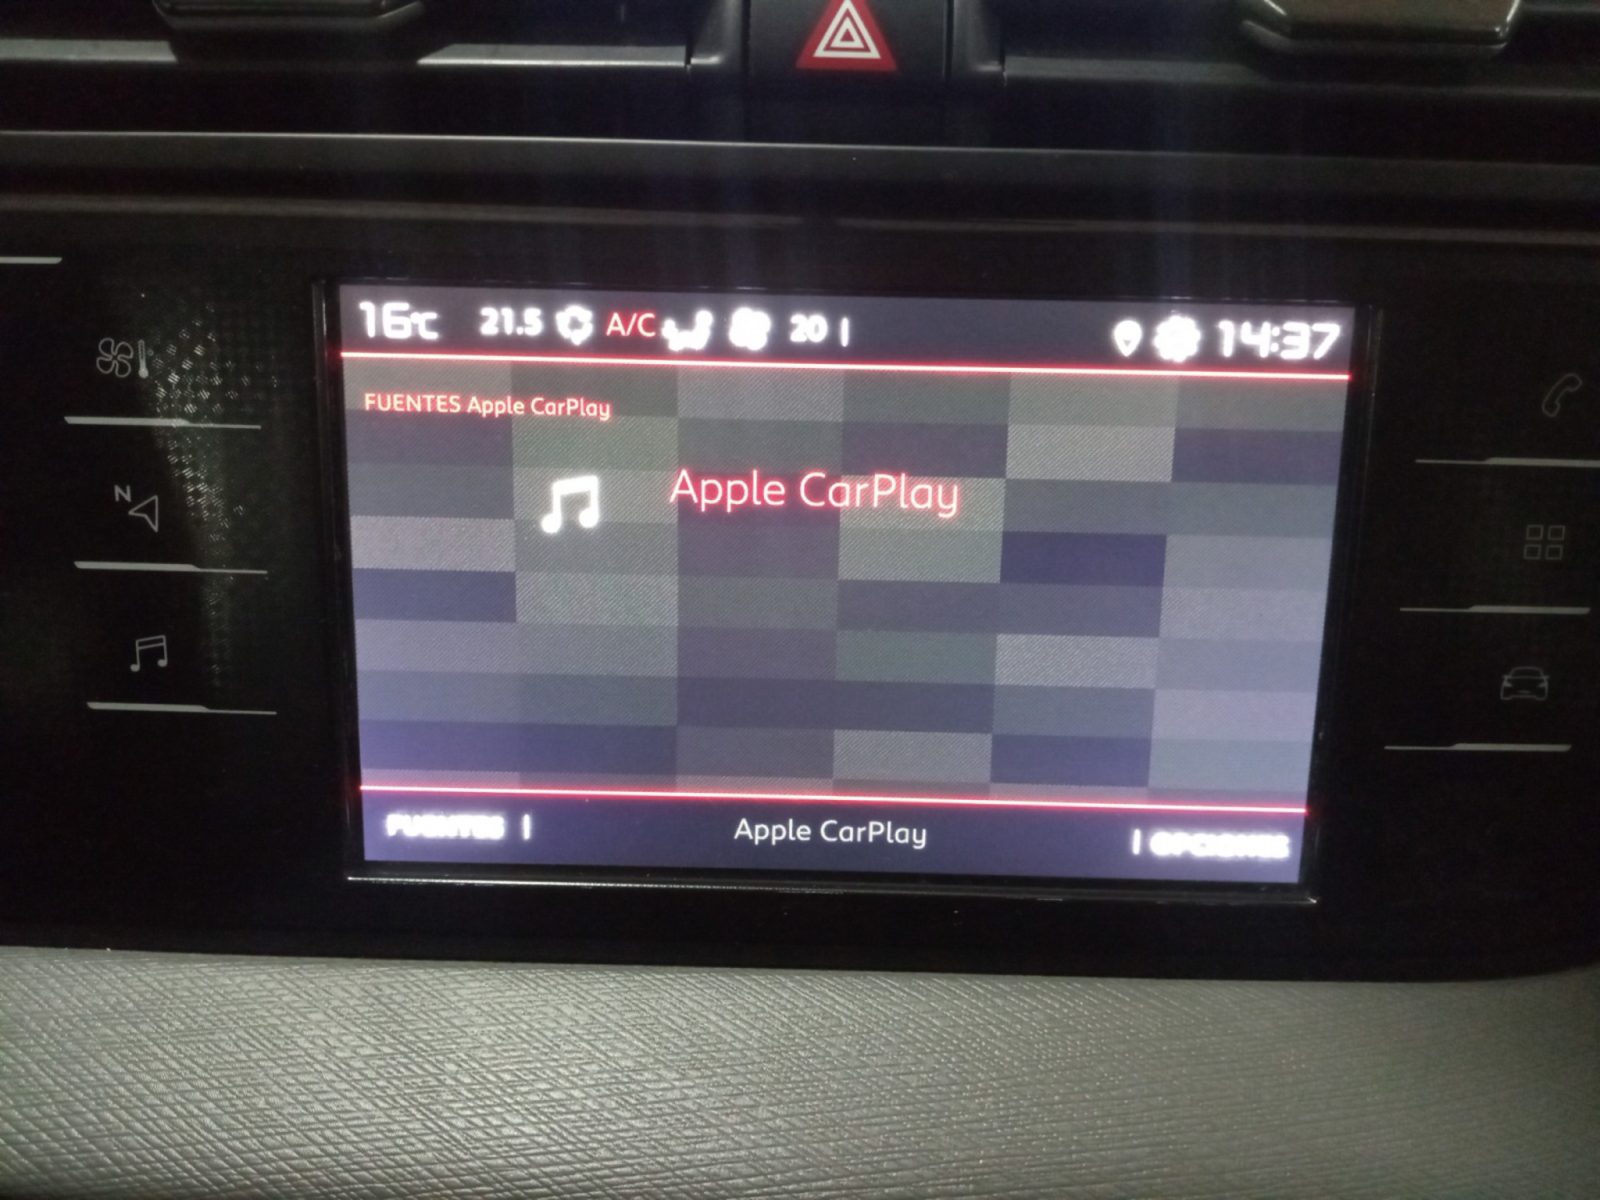 16°C 21.5 A/C 20 14:37
FUENTES Apple CarPlay
Apple CarPlay
N
FUENTES Apple CarPlay OPCIONES